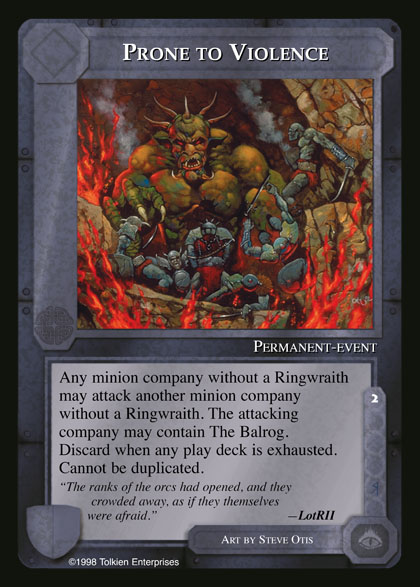 PRONE TO VIOLENCE
PERMANENT-EVENT
Any minion company without a Ringwraith
may attack another minion company
without a Ringwraith. The attacking
company may contain The Balrog.
Discard when any play deck is exhausted.
Cannot be duplicated.
2
“The ranks of the orcs had opened, and they
crowded away, as if they themselves
were afraid.” —LotRII
ART BY STEVE OTIS
©1998 Tolkien Enterprises